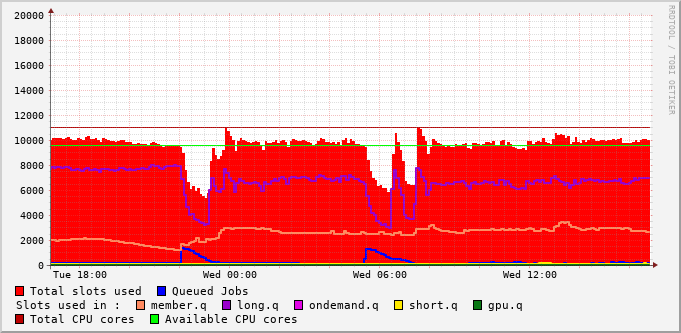 20000
18000
16000
14000
12000
10000
8000
6000
4000
2000
0
Tue 18:00 Wed 00:00 Wed 06:00 Wed 12:00
Total slots used Queued Jobs
Slots used in : member.q long.q ondemand.q short.q gpu.q
Total CPU cores Available CPU cores
RRDTOOL / TOBI OETIKER